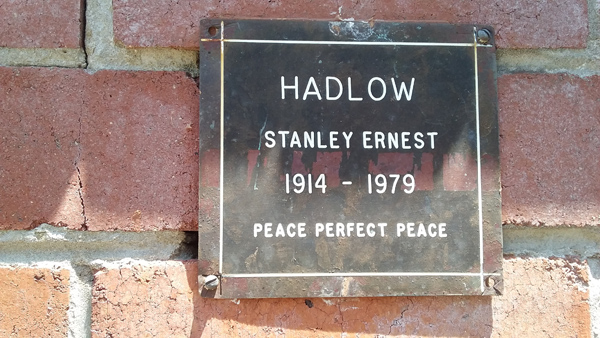 HADLOW
STANLEY ERNEST
1914 - 1979
PEACE PERFECT PEACE